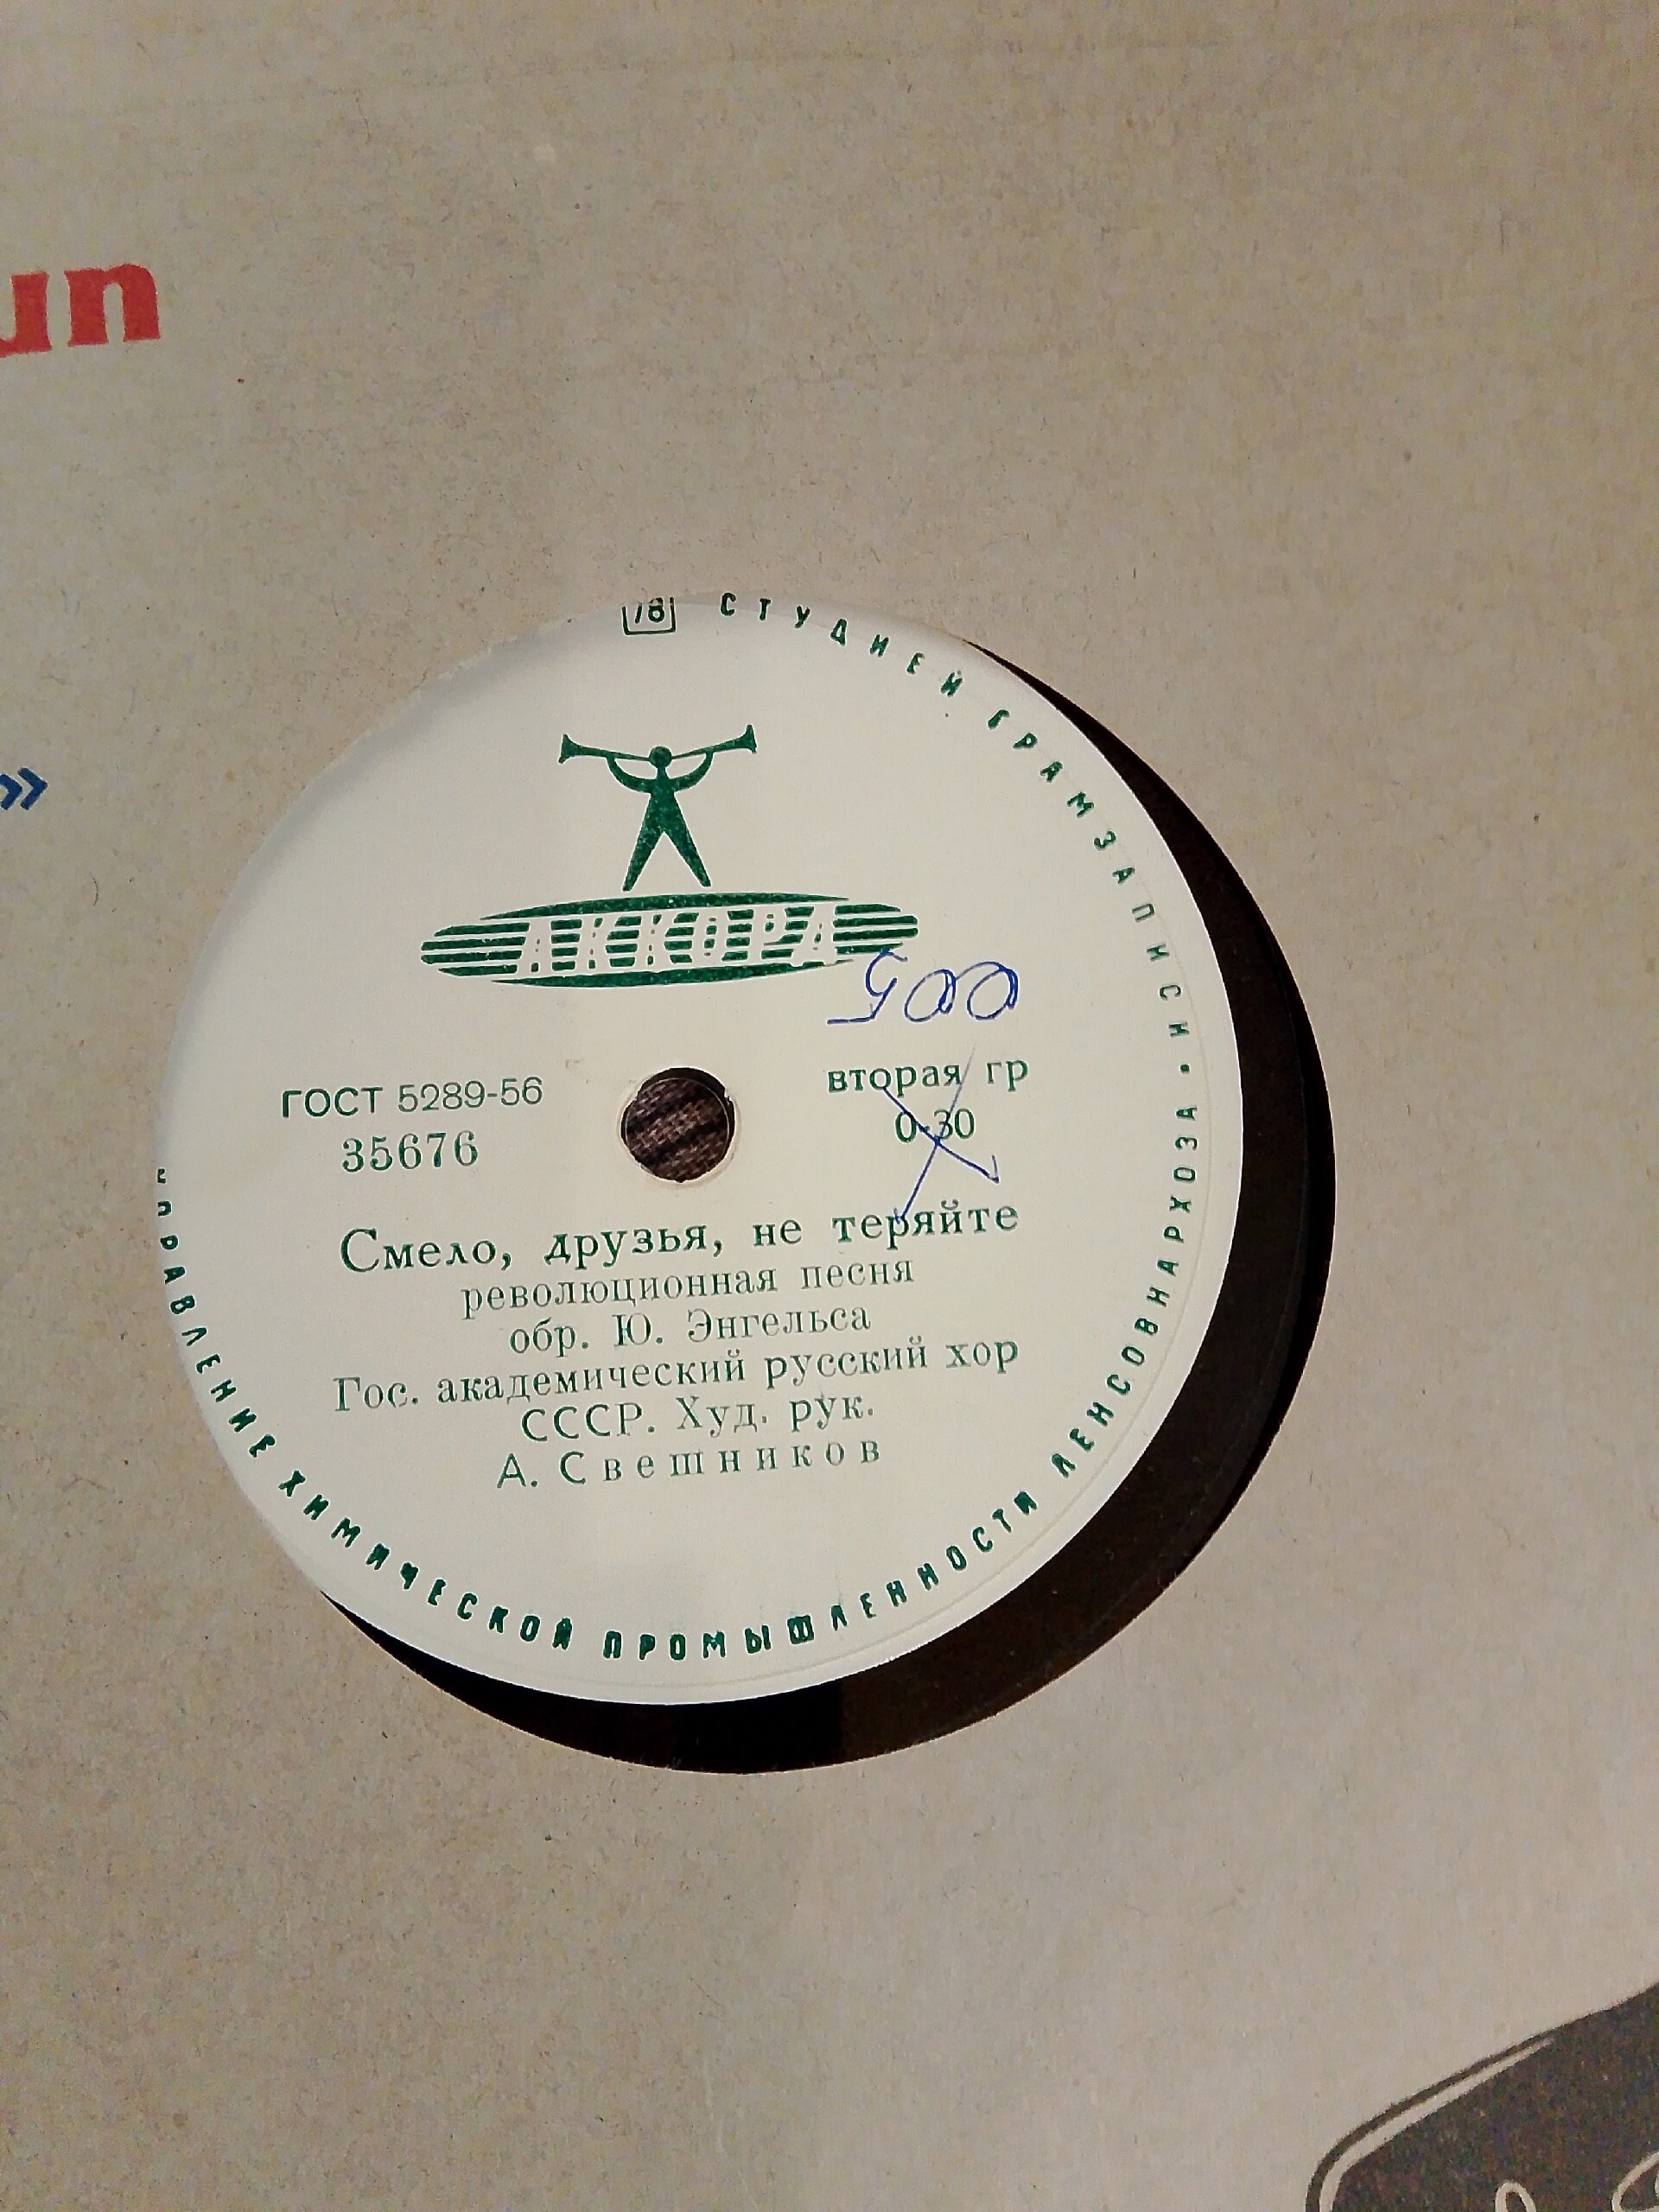 78
СТУДИЕЙ ГРАМЗАПИСИ • УПРАВЛЕНИЕ ХИМИЧЕСКОЙ ПРОМЫШЛЕННОСТИ ЛЕНСОВНАРХОЗА
АККОРД
500
ГОСТ 5289-56
35676
вторая гр
0-30
Смело, друзья, не теряйте
революционная песня
обр. Ю. Энгельса
Гос. академический русский хор
СССР. Худ. рук.
А. Свешников
»